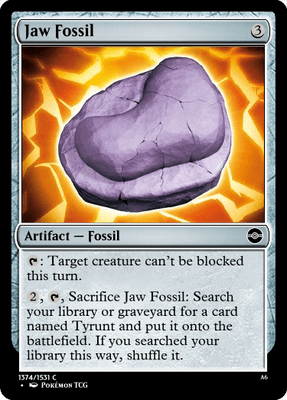 Jaw Fossil 3
Artifact — Fossil
: Target creature can't be blocked
this turn.
2, , Sacrifice Jaw Fossil: Search
your library or graveyard for a card
named Tyrunt and put it onto the
battlefield. If you searched your
library this way, shuffle it.
1374/1531 C A6
• Pokémon TCG